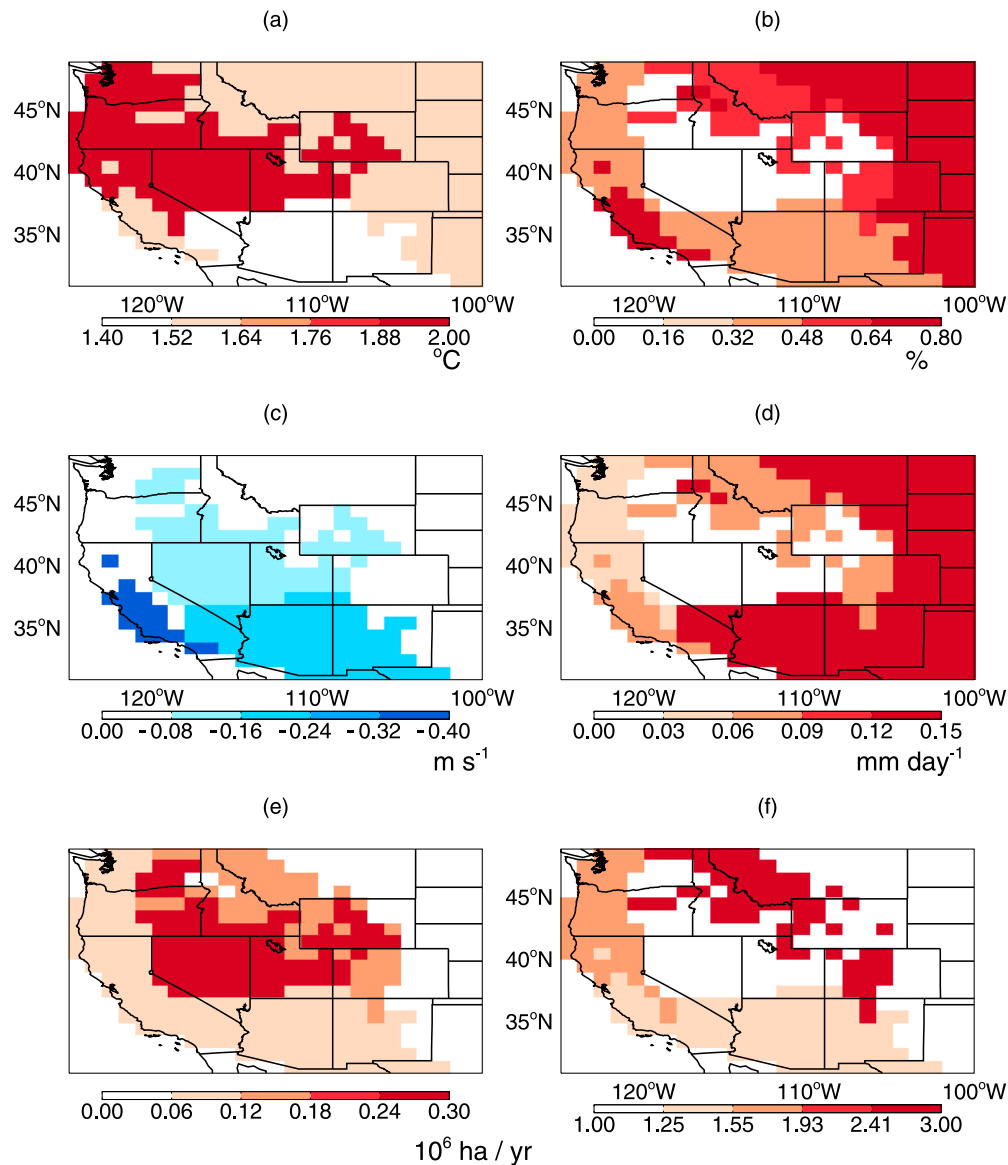 (a) (b)
45°N 45°N
40°N 40°N
35°N 35°N
120°W 110°W 100°W 120°W 110°W 100°W
1.40 1.52 1.64 1.76 1.88 2.00 0.00 0.16 0.32 0.48 0.64 0.80
°C %
(c) (d)
45°N 45°N
40°N 40°N
35°N 35°N
120°W 110°W 100°W 120°W 110°W 100°W
0.00 -0.08 -0.16 -0.24 -0.32 -0.40 0.00 0.03 0.06 0.09 0.12 0.15
m s⁻¹ mm day⁻¹
(e) (f)
45°N 45°N
40°N 40°N
35°N 35°N
120°W 110°W 100°W
0.00 0.06 0.12 0.18 0.24 0.30 1.00 1.25 1.55 1.93 2.41 3.00
10⁶ ha / yr